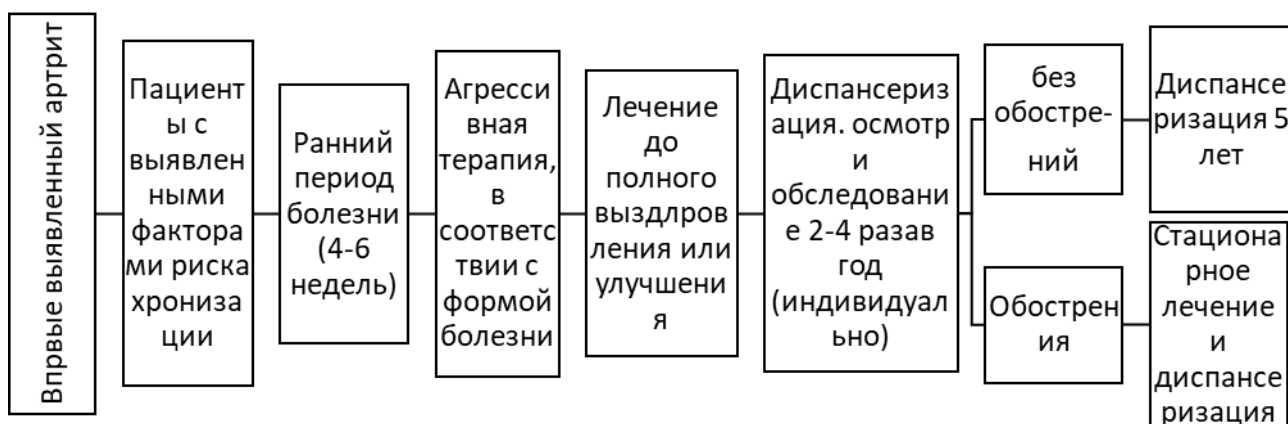 Впрвые выявленный артрит
Пациент
ы с
выявлен
ными
фактора
ми риска
хрониза
ции
Ранний
период
болезни
(4-6
недель)
Агресси
вная
терапия,
в
соответс
твии с
формой
болезни
Лечение
до
полного
выздлров
ления или
улучшени
я
Диспансериз
ация. осмотр
и
обследовани
е 2-4 разав
год
(индивидуал
ьно)
без
обостре-
ний
Диспансе
ризация 5
лет
Обострен
ия
Стациона
рное
лечение
и
диспансе
ризация